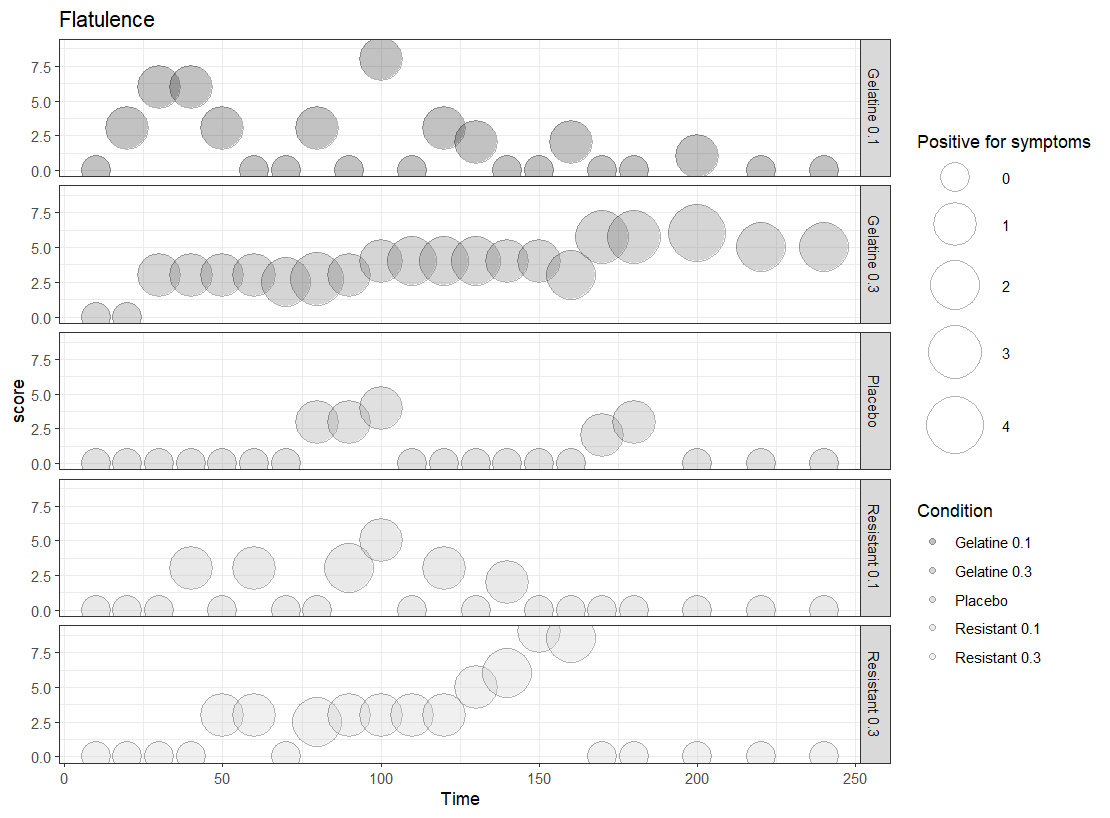 Flatulence
7.5
5.0
2.5
0.0
Gelatine 0.1
7.5
5.0
2.5
0.0
Gelatine 0.3
7.5
5.0
2.5
0.0
Placebo
7.5
5.0
2.5
0.0
Resistant 0.1
7.5
5.0
2.5
0.0
Resistant 0.3
score
0 50 100 150 200 250
Time
Positive for symptoms
0
1
2
3
4
Condition
Gelatine 0.1
Gelatine 0.3
Placebo
Resistant 0.1
Resistant 0.3